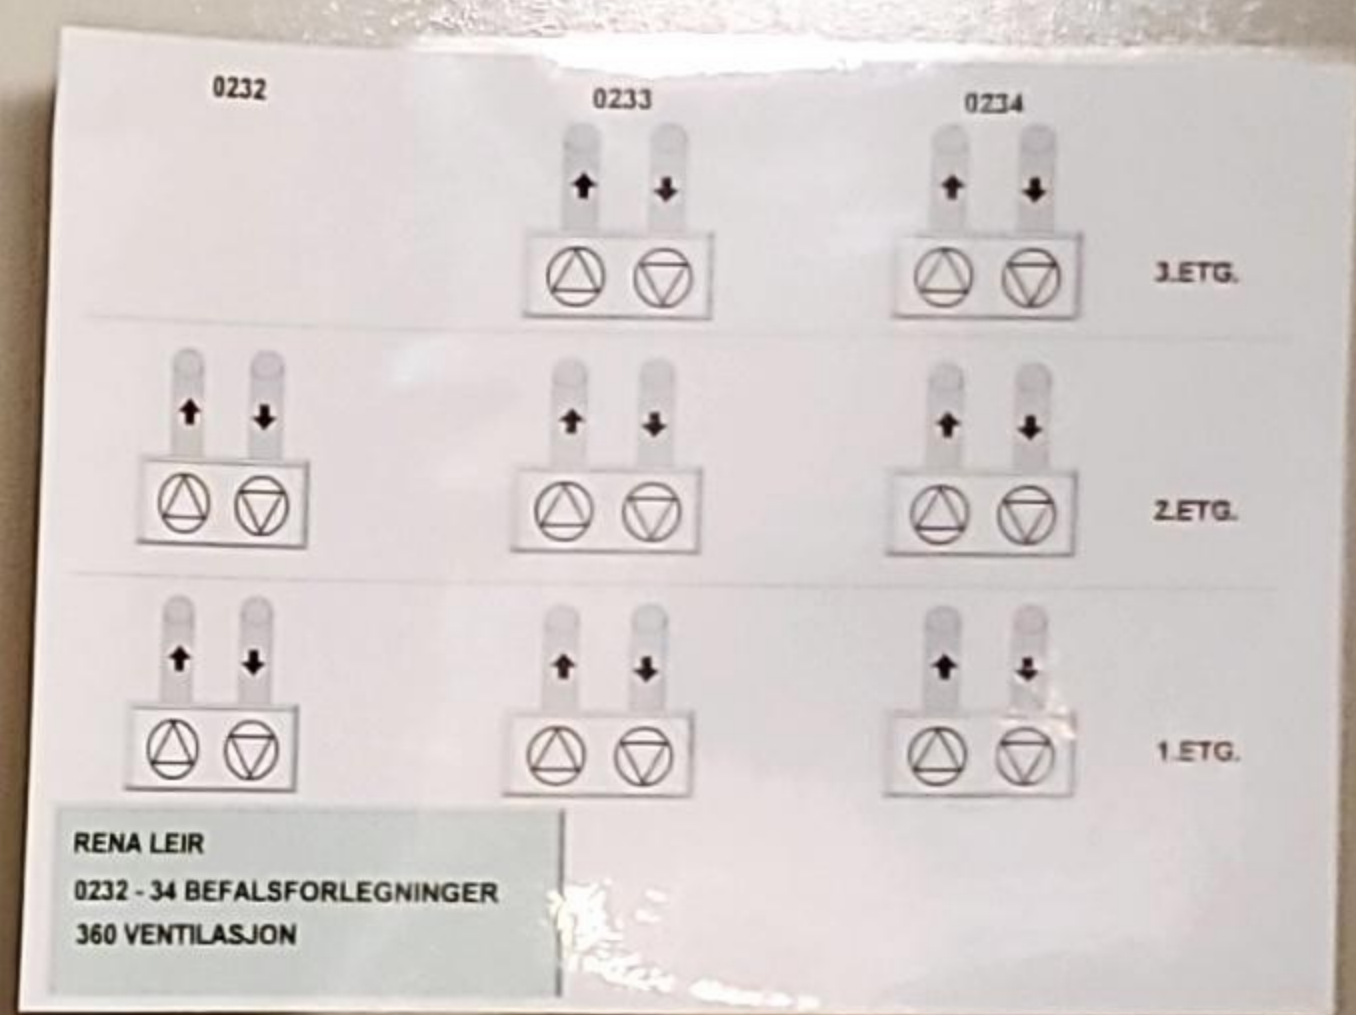 0232
0233
0234
3.ETG.
2.ETG.
1.ETG.
RENA LEIR
0232 - 34 BEFALSFORLEGNINGER
360 VENTILASJON